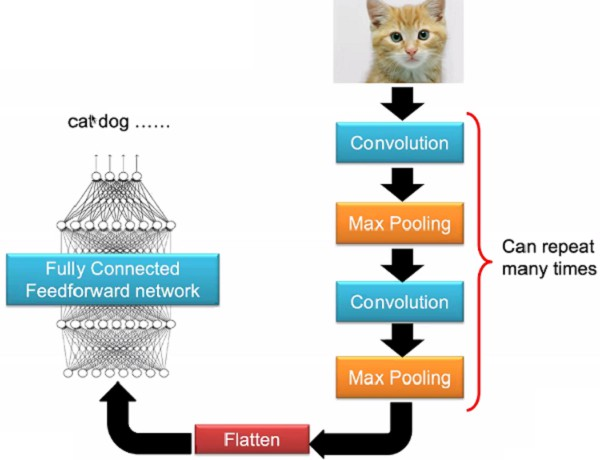 Convolution
Max Pooling
Convolution
Max Pooling
Can repeat
many times
Flatten
Fully Connected
Feedforward network
cat dog ……